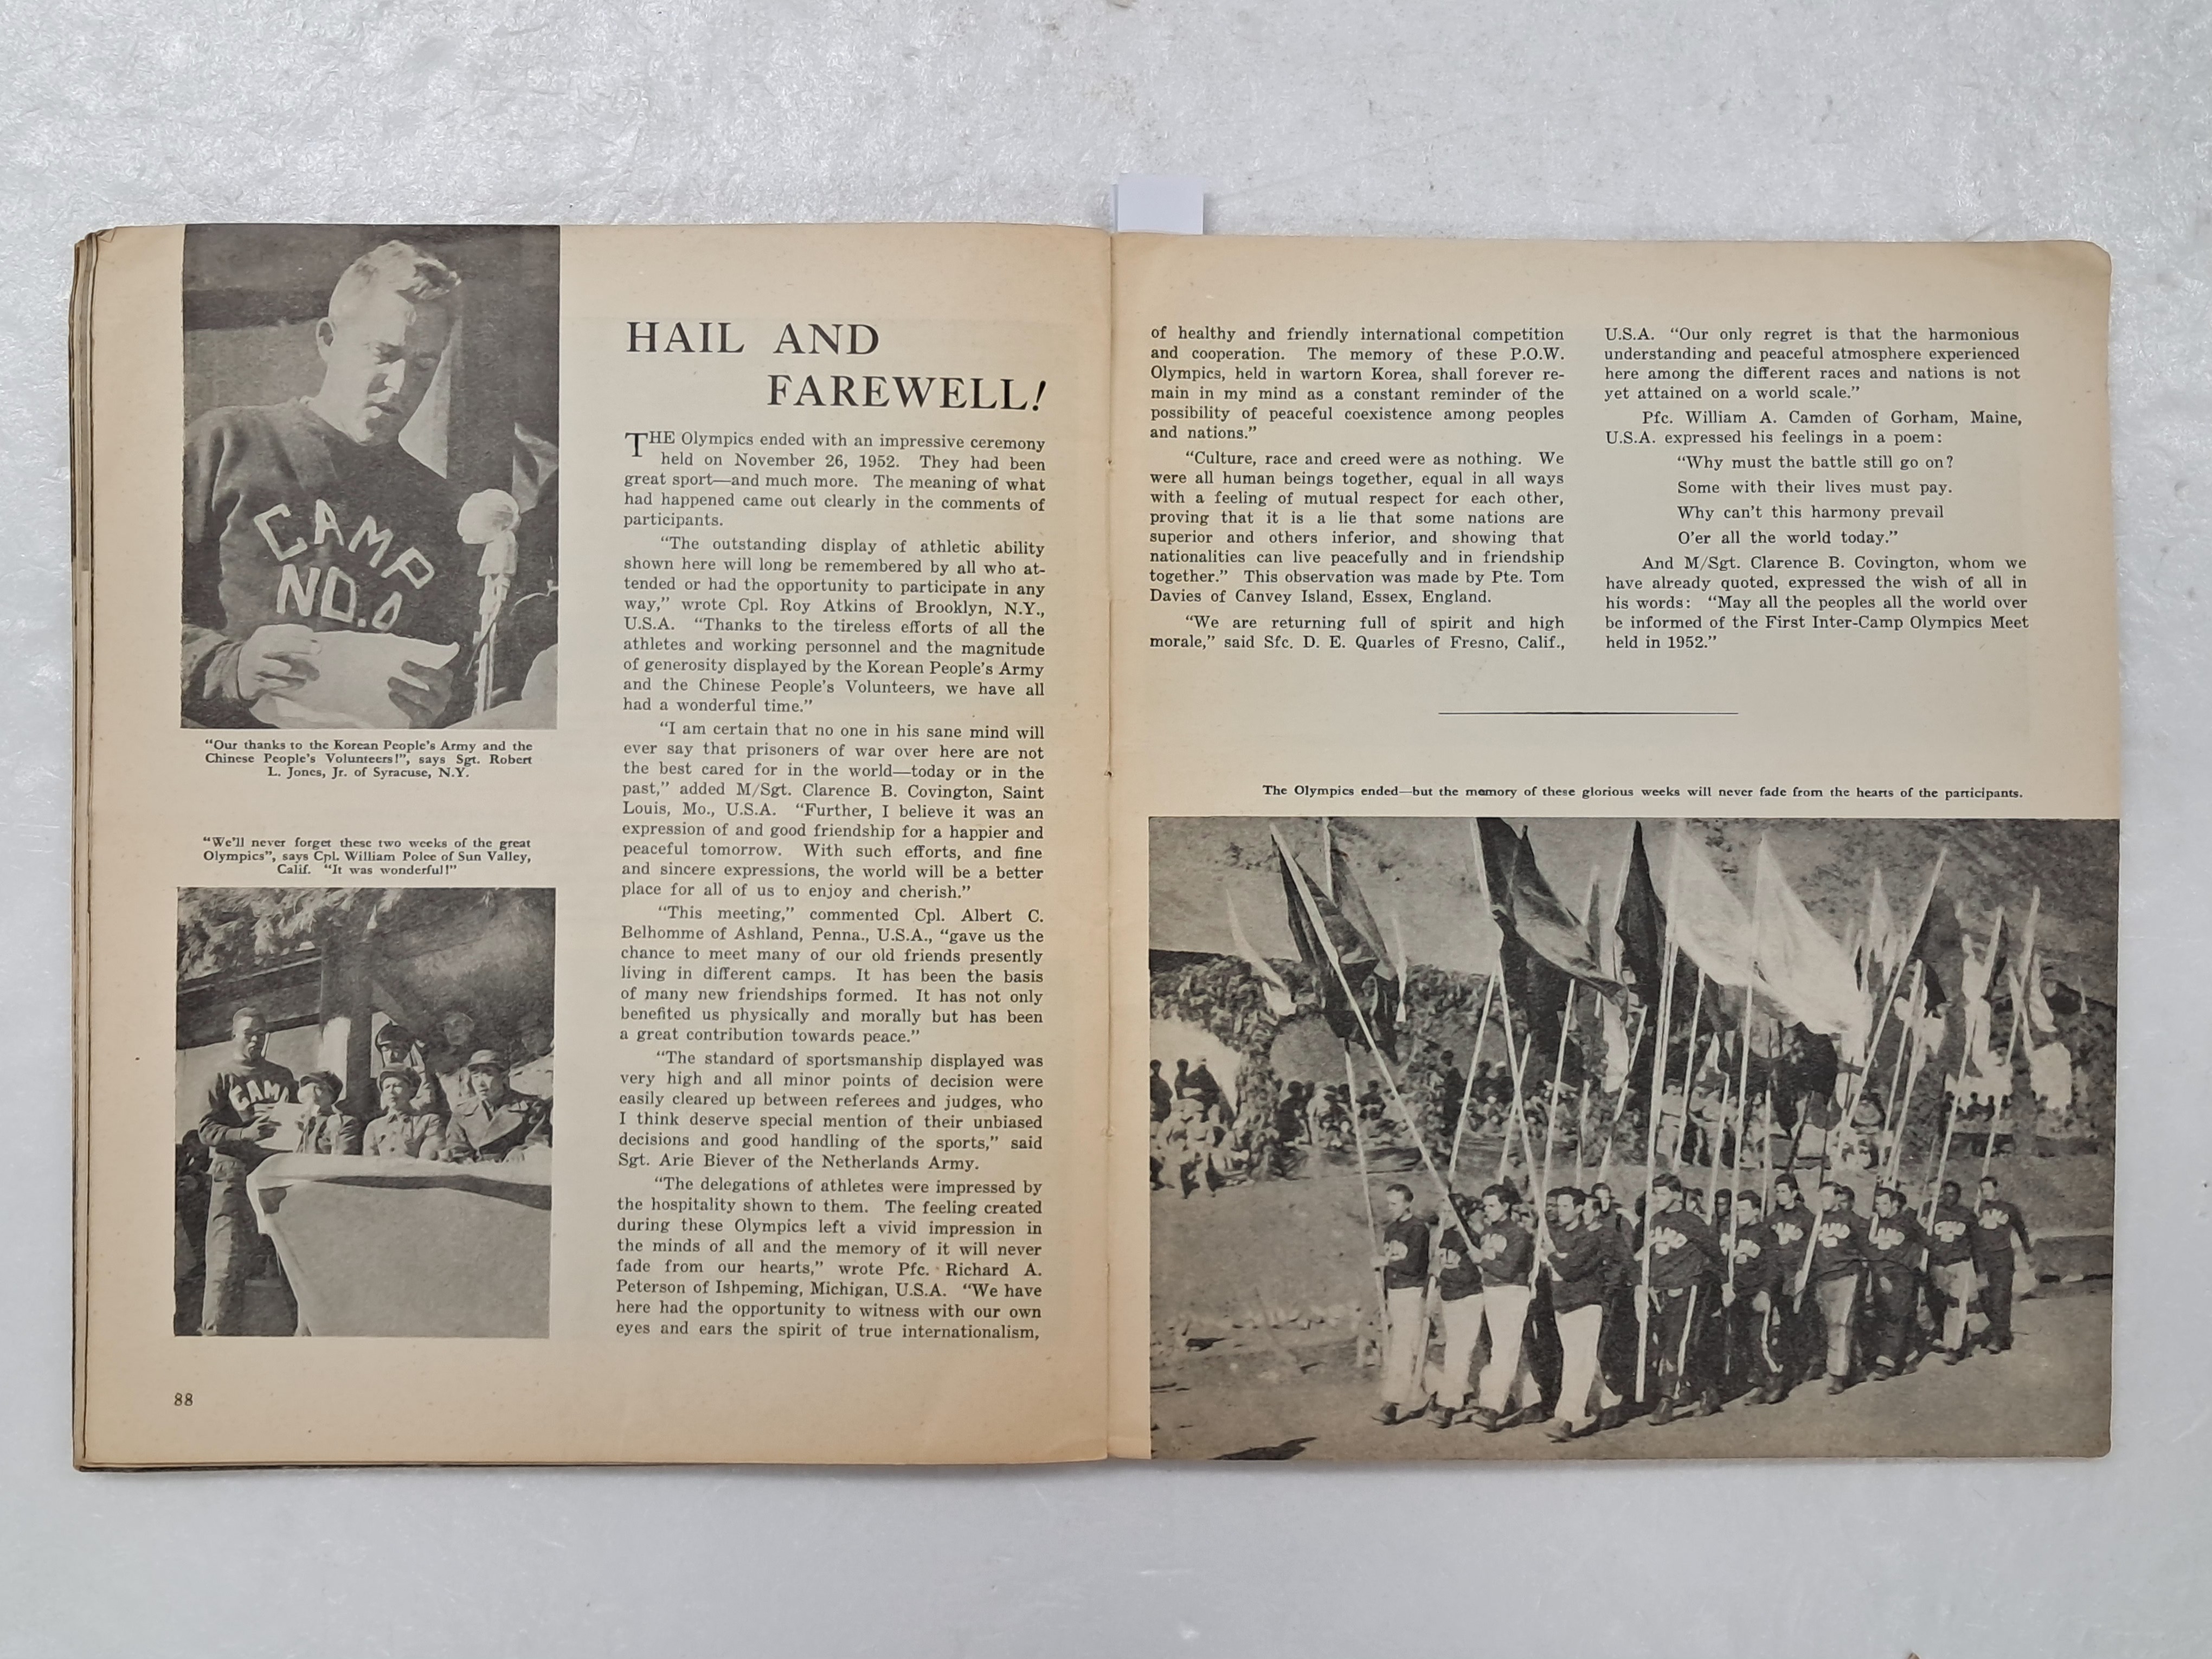 CAMP
NO.
"Our thanks to the Korean People's Army and the
Chinese People's Volunteers!", says Sgt. Robert
L. Jones, Jr. of Syracuse, N.Y.
"We'll never forget these two weeks of the great
Olympics", says Cpl. William Polee of Sun Valley,
Calif. "It was wonderful!"
CAMP
88
HAIL AND
FAREWELL!
THE Olympics ended with an impressive ceremony
held on November 26, 1952. They had been
great sport—and much more. The meaning of what
had happened came out clearly in the comments of
participants.
"The outstanding display of athletic ability
shown here will long be remembered by all who at-
tended or had the opportunity to participate in any
way," wrote Cpl. Roy Atkins of Brooklyn, N.Y.,
U.S.A. "Thanks to the tireless efforts of all the
athletes and working personnel and the magnitude
of generosity displayed by the Korean People's Army
and the Chinese People's Volunteers, we have all
had a wonderful time."
"I am certain that no one in his sane mind will
ever say that prisoners of war over here are not
the best cared for in the world—today or in the
past," added M/Sgt. Clarence B. Covington, Saint
Louis, Mo., U.S.A. "Further, I believe it was an
expression of and good friendship for a happier and
peaceful tomorrow. With such efforts, and fine
and sincere expressions, the world will be a better
place for all of us to enjoy and cherish."
"This meeting," commented Cpl. Albert C.
Belhomme of Ashland, Penna., U.S.A., "gave us the
chance to meet many of our old friends presently
living in different camps. It has been the basis
of many new friendships formed. It has not only
benefited us physically and morally but has been
a great contribution towards peace."
"The standard of sportsmanship displayed was
very high and all minor points of decision were
easily cleared up between referees and judges, who
I think deserve special mention of their unbiased
decisions and good handling of the sports," said
Sgt. Arie Biever of the Netherlands Army.
"The delegations of athletes were impressed by
the hospitality shown to them. The feeling created
during these Olympics left a vivid impression in
the minds of all and the memory of it will never
fade from our hearts," wrote Pfc. Richard A.
Peterson of Ishpeming, Michigan, U.S.A. "We have
here had the opportunity to witness with our own
eyes and ears the spirit of true internationalism,
of healthy and friendly international competition
and cooperation. The memory of these P.O.W.
Olympics, held in wartorn Korea, shall forever re-
main in my mind as a constant reminder of the
possibility of peaceful coexistence among peoples
and nations."
"Culture, race and creed were as nothing. We
were all human beings together, equal in all ways
with a feeling of mutual respect for each other,
proving that it is a lie that some nations are
superior and others inferior, and showing that
nationalities can live peacefully and in friendship
together." This observation was made by Pte. Tom
Davies of Canvey Island, Essex, England.
"We are returning full of spirit and high
morale," said Sfc. D. E. Quarles of Fresno, Calif.,
U.S.A. "Our only regret is that the harmonious
understanding and peaceful atmosphere experienced
here among the different races and nations is not
yet attained on a world scale."
Pfc. William A. Camden of Gorham, Maine,
U.S.A. expressed his feelings in a poem:
"Why must the battle still go on?
Some with their lives must pay.
Why can't this harmony prevail
O'er all the world today."
And M/Sgt. Clarence B. Covington, whom we
have already quoted, expressed the wish of all in
his words: "May all the peoples all the world over
be informed of the First Inter-Camp Olympics Meet
held in 1952."
The Olympics ended—but the memory of these glorious weeks will never fade from the hearts of the participants.